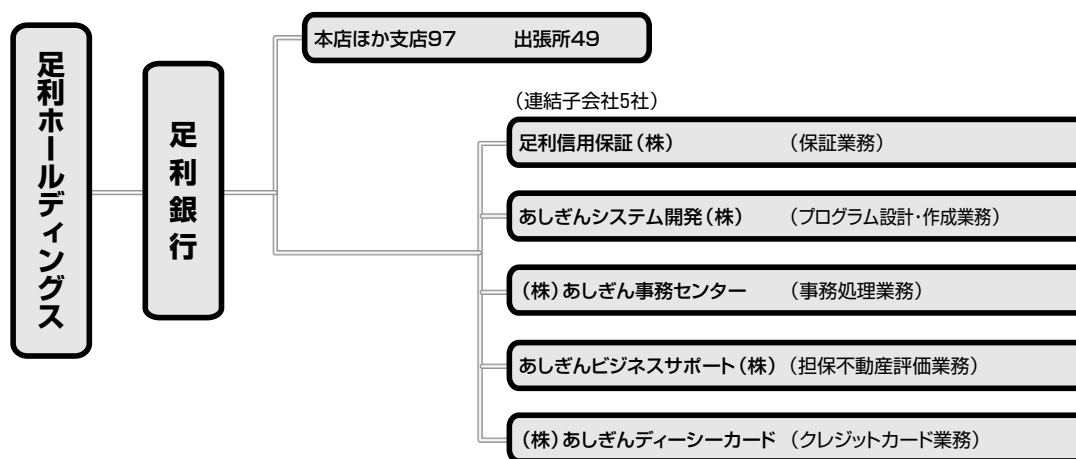 足利ホールディングス
足利銀行
本店ほか支店97 出張所49
(連結子会社5社)
足利信用保証(株) (保証業務)
あしぎんシステム開発(株) (プログラム設計・作成業務)
(株)あしぎん事務センター (事務処理業務)
あしぎんビジネスサポート(株) (担保不動産評価業務)
(株)あしぎんディーシーカード (クレジットカード業務)